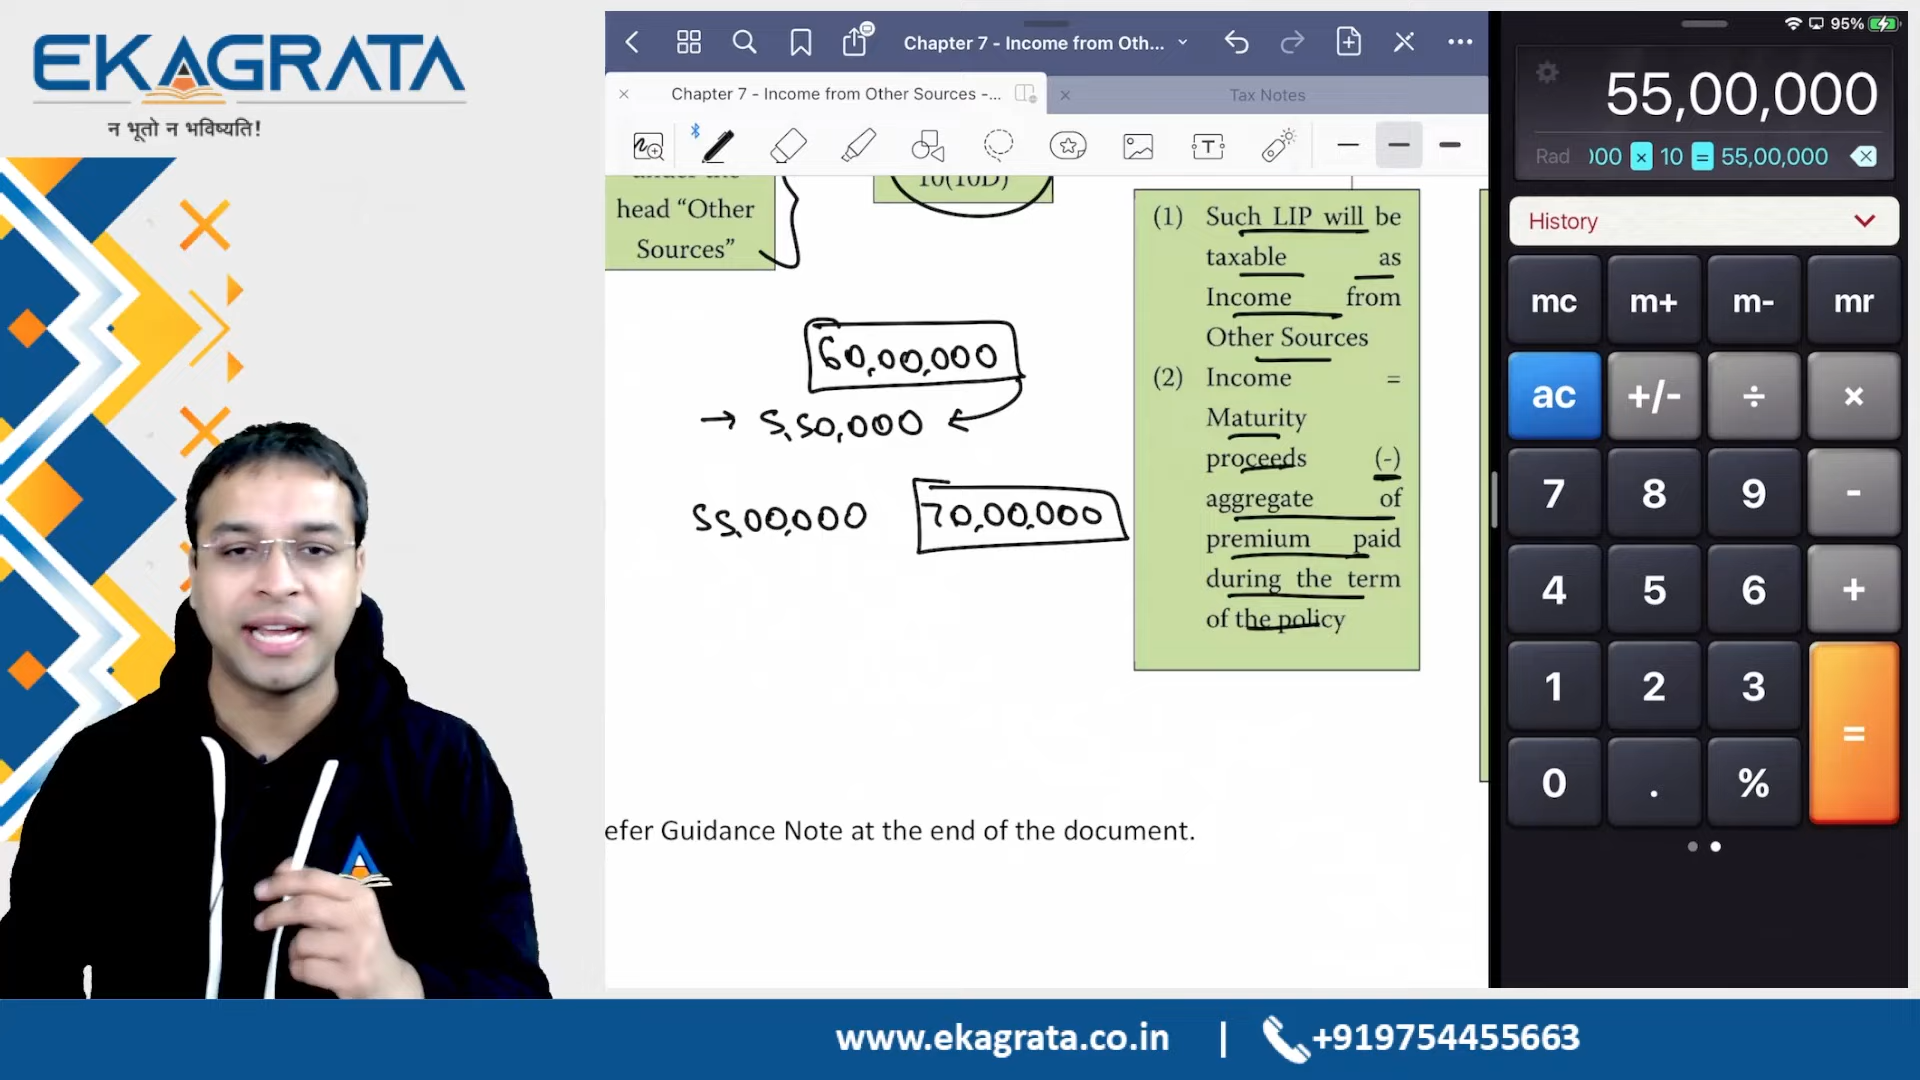 EKAGRATA
न भूतो न भविष्यति!
Chapter 7 - Income from Oth...
Chapter 7 - Income from Other Sources -...
Tax Notes
head “Other
Sources”
10(10D)
60,00,000
→ 5,50,000
55,00,000 70,00,000
(1) Such LIP will be
taxable as
Income from
Other Sources
(2) Income =
Maturity
proceeds (-)
aggregate of
premium paid
during the term
of the policy
efer Guidance Note at the end of the document.
95%
55,00,000
Rad 000 × 10 = 55,00,000
History
mc m+ m- mr
ac +/- ÷ ×
7 8 9 -
4 5 6 +
1 2 3 =
0 . %
www.ekagrata.co.in | +919754455663